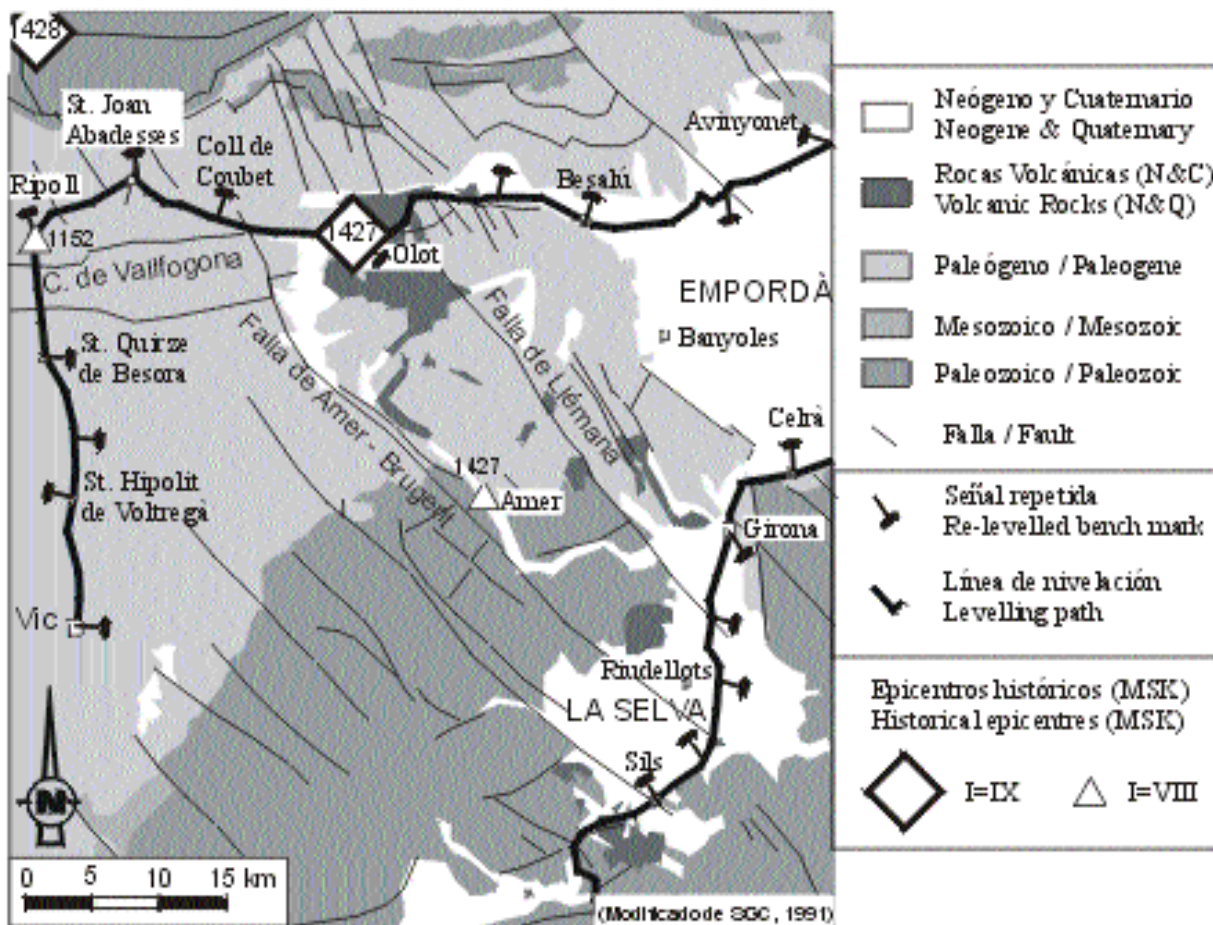 1428
St. Joan
Abadesses
Ripoll
1152
Coll de
Coubet
Avinyonet
Besalú
1427
Olot
C. de Vallfogona
EMPORDÀ
Banyoles
St. Quirze
de Besora
Falla de Amer - Brugent
Falla de Llémana
Celrà
1427
Amer
St. Hipolit
de Voltregà
Girona
Vic
Riudellots
LA SELVA
Sils
N
0 5 10 15 km
(Modificado de SGC, 1991)
Neógeno y Cuaternario
Neogene & Quaternary
Rocas Volcánicas (N&C)
Volcanic Rocks (N&Q)
Paleógeno / Paleogene
Mesozoico / Mesozoic
Paleozoico / Paleozoic
Falla / Fault
Señal repetida
Re-levelled bench mark
Línea de nivelación
Levelling path
Epicentros históricos (MSK)
Historical epicentres (MSK)
I=IX I=VIII